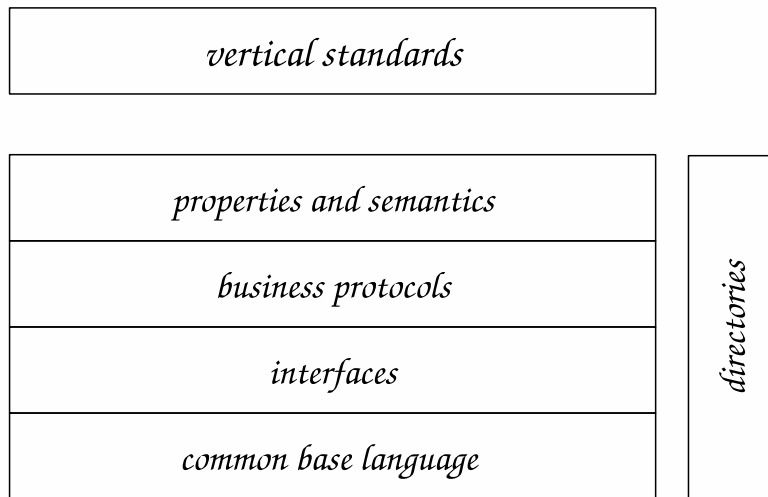 vertical standards
properties and semantics
business protocols
interfaces
common base language
directories